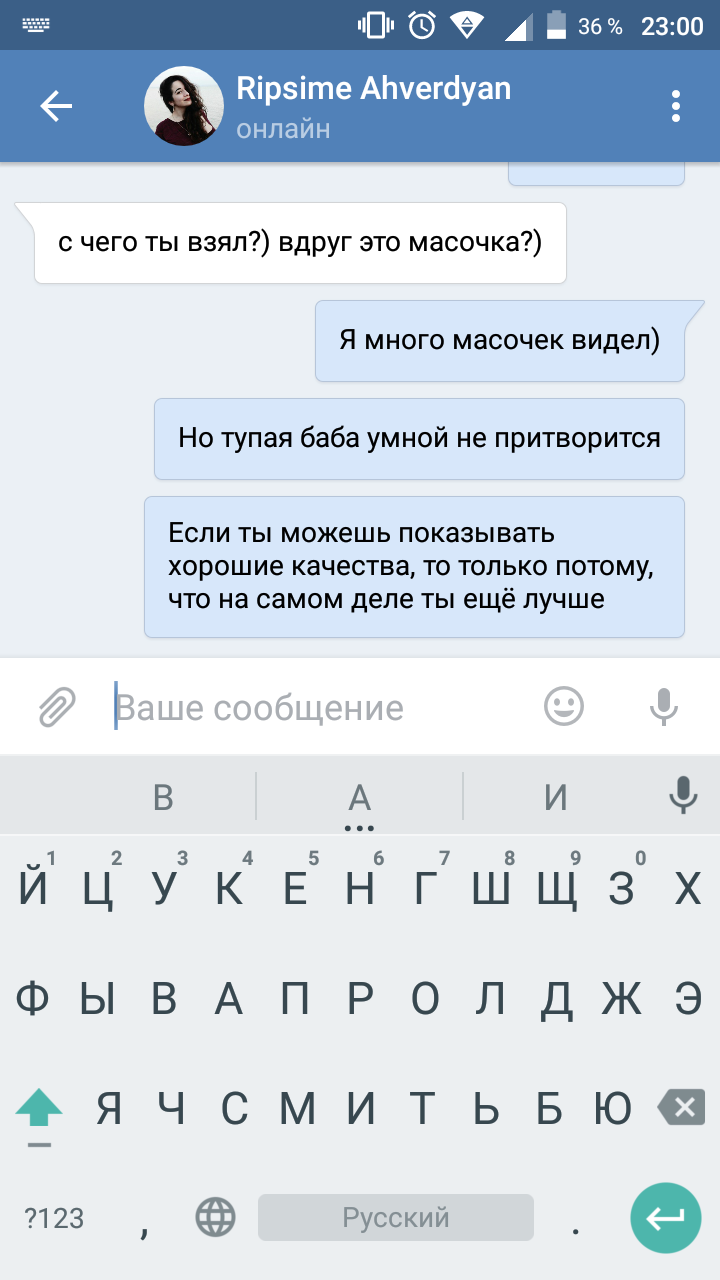 36 % 23:00
Ripsime Ahverdyan
онлайн
с чего ты взял?) вдруг это масочка?)
Я много масочек видел)
Но тупая баба умной не притворится
Если ты можешь показывать
хорошие качества, то только потому,
что на самом деле ты ещё лучше
Ваше сообщение
В А И
1 2 3 4 5 6 7 8 9 0
Й Ц У К Е Н Г Ш Щ З Х
Ф Ы В А П Р О Л Д Ж Э
Я Ч С М И Т Ь Б Ю
?123 , Русский .